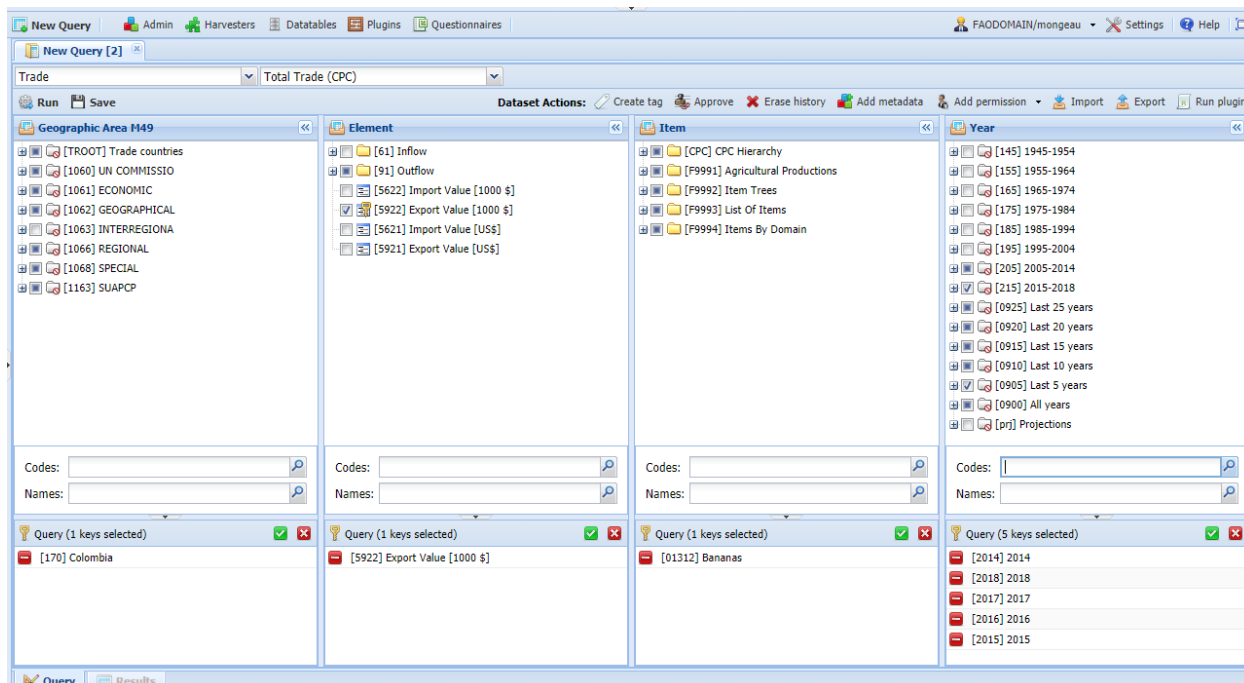 New Query Admin Harvesters Datatables Plugins Questionnaires FAODOMAIN/mongeau Settings Help
New Query [2]
Trade Total Trade (CPC)
Run Save Dataset Actions: Create tag Approve Erase history Add metadata Add permission Import Export Run plugin
Geographic Area M49
[TROOT] Trade countries
[1060] UN COMMISSIO
[1061] ECONOMIC
[1062] GEOGRAPHICAL
[1063] INTERREGIONA
[1066] REGIONAL
[1068] SPECIAL
[1163] SUAPCP
Codes:
Names:
Query (1 keys selected)
[170] Colombia
Element
[61] Inflow
[91] Outflow
[5622] Import Value [1000 $]
[5922] Export Value [1000 $]
[5621] Import Value [US$]
[5921] Export Value [US$]
Codes:
Names:
Query (1 keys selected)
[5922] Export Value [1000 $]
Item
[CPC] CPC Hierarchy
[F9991] Agricultural Productions
[F9992] Item Trees
[F9993] List Of Items
[F9994] Items By Domain
Codes:
Names:
Query (1 keys selected)
[01312] Bananas
Year
[145] 1945-1954
[155] 1955-1964
[165] 1965-1974
[175] 1975-1984
[185] 1985-1994
[195] 1995-2004
[205] 2005-2014
[215] 2015-2018
[0925] Last 25 years
[0920] Last 20 years
[0915] Last 15 years
[0910] Last 10 years
[0905] Last 5 years
[0900] All years
[prj] Projections
Codes:
Names:
Query (5 keys selected)
[2014] 2014
[2018] 2018
[2017] 2017
[2016] 2016
[2015] 2015
Query Results